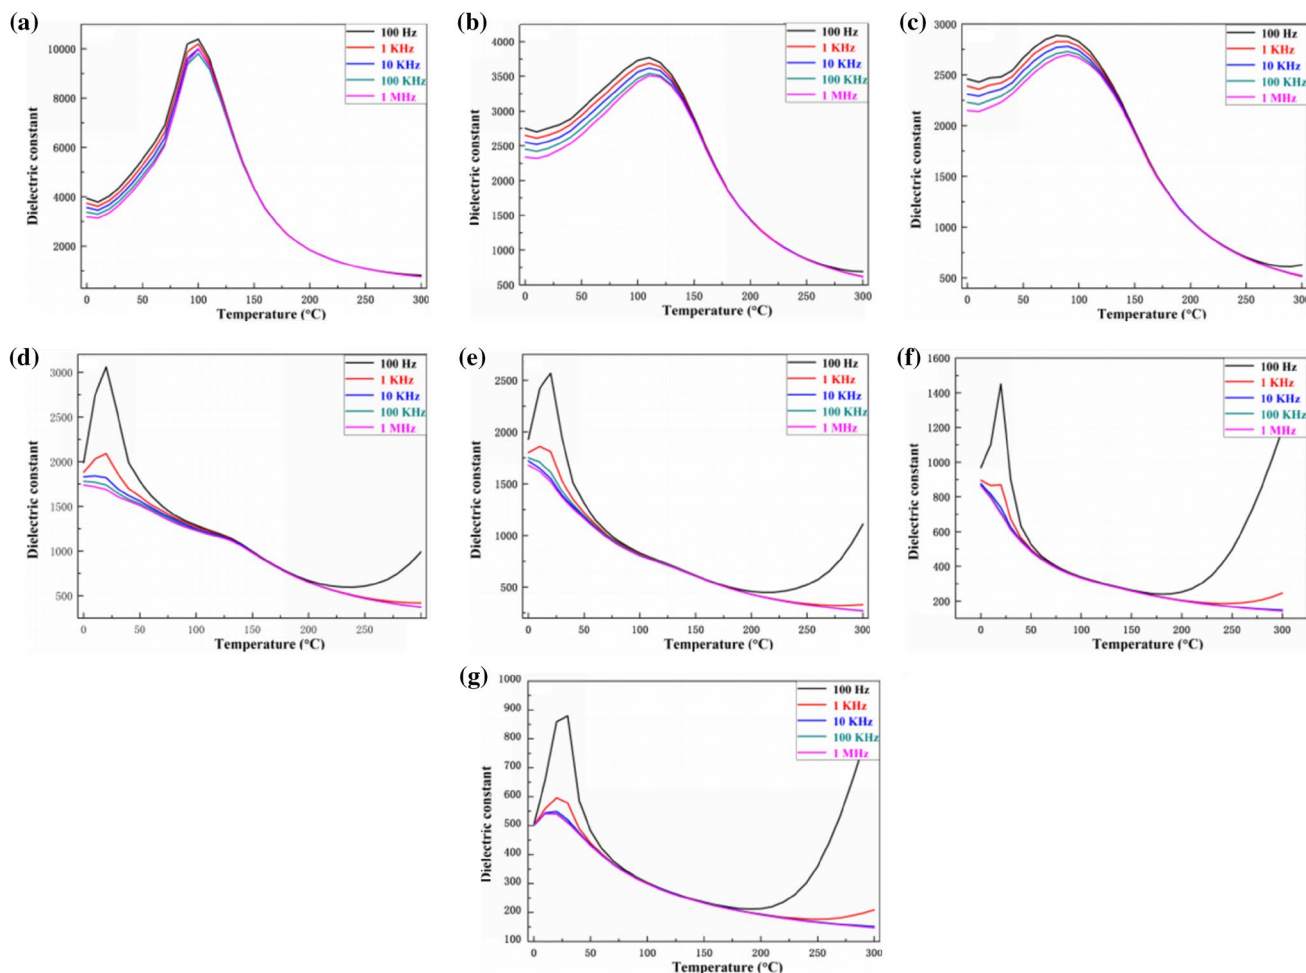 (a)
100 Hz
1 KHz
10 KHz
100 KHz
1 MHz
Dielectric constant
10000
8000
6000
4000
2000
0 50 100 150 200 250 300
Temperature (°C)
(b)
100 Hz
1 KHz
10 KHz
100 KHz
1 MHz
Dielectric constant
4000
3500
3000
2500
2000
1500
1000
500
0 50 100 150 200 250 300
Temperature (°C)
(c)
100 Hz
1 KHz
10 KHz
100 KHz
1 MHz
Dielectric constant
3000
2500
2000
1500
1000
500
0 50 100 150 200 250 300
Temperature (°C)
(d)
100 Hz
1 KHz
10 KHz
100 KHz
1 MHz
Dielectric constant
3000
2500
2000
1500
1000
500
0 50 100 150 200 250
Temperature (°C)
(e)
100 Hz
1 KHz
10 KHz
100 KHz
1 MHz
Dielectric constant
2500
2000
1500
1000
500
0 50 100 150 200 250 300
Temperature (°C)
(f)
100 Hz
1 KHz
10 KHz
100 KHz
1 MHz
Dielectric constant
1600
1400
1200
1000
800
600
400
200
0 50 100 150 200 250 300
Temperature (°C)
(g)
100 Hz
1 KHz
10 KHz
100 KHz
1 MHz
Dielectric constant
1000
900
800
700
600
500
400
300
200
100
0 50 100 150 200 250 300
Temperature (°C)